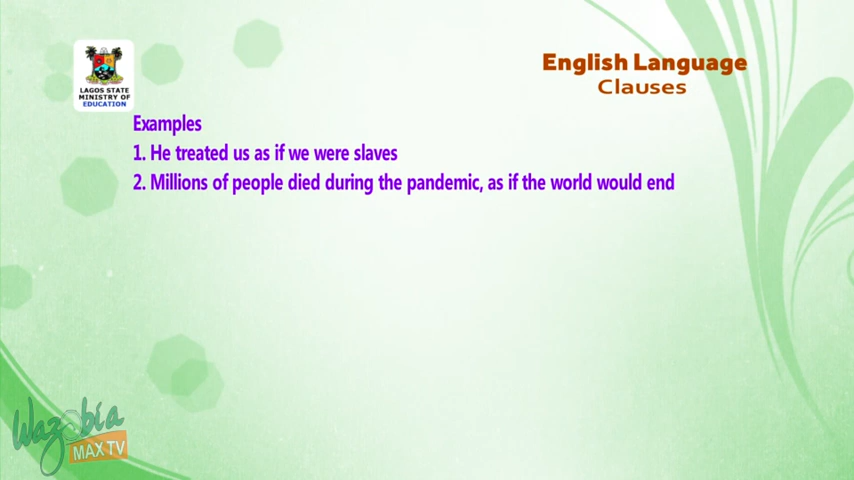 English Language
Clauses
LAGOS STATE
MINISTRY OF
EDUCATION
Examples
1. He treated us as if we were slaves
2. Millions of people died during the pandemic, as if the world would end
Wazobia
MAX TV